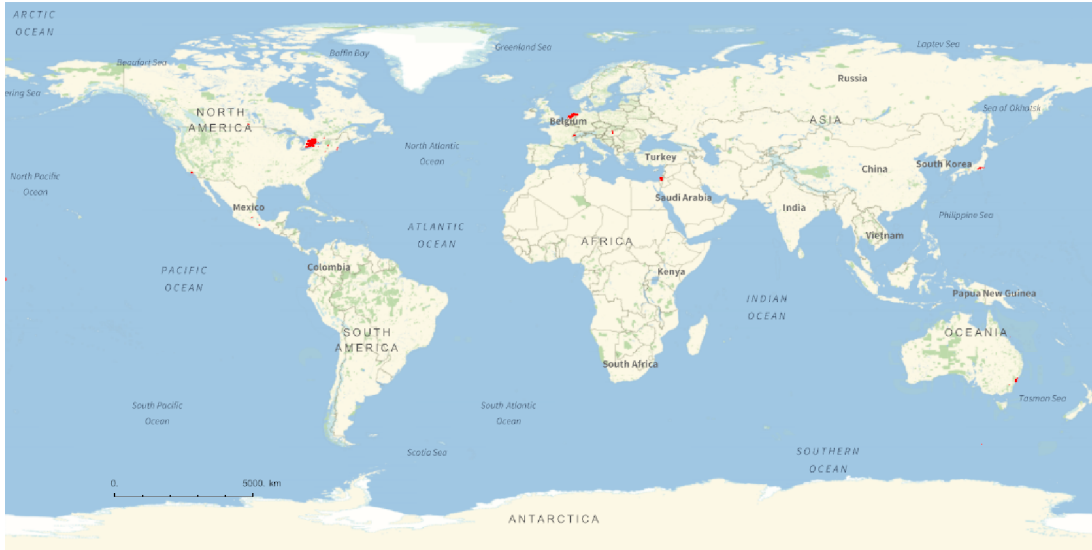 ARCTIC
OCEAN
Greenland Sea
Laptev Sea
Baffin Bay
Beaufort Sea
Russia
ering Sea
NORTH
AMERICA
Sea of Okhotsk
Belgium
ASIA
North Atlantic
Ocean
Turkey
South Korea
China
North Pacific
Ocean
Saudi Arabia
Mexico
India
Philippine Sea
ATLANTIC
OCEAN
Vietnam
AFRICA
Colombia
Kenya
PACIFIC
OCEAN
Papua New Guinea
INDIAN
OCEAN
SOUTH
AMERICA
OCEANIA
South Africa
Tasman Sea
South Pacific
Ocean
South Atlantic
Ocean
Scotia Sea
SOUTHERN
OCEAN
0.
5000. km
ANTARCTICA